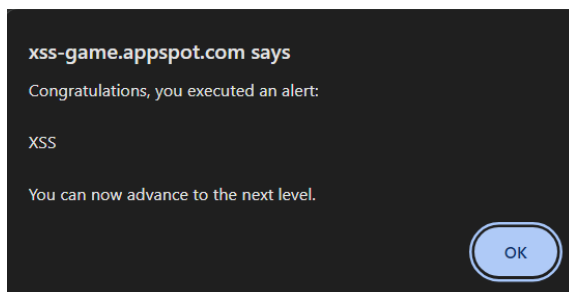 xss-game.appspot.com says
Congratulations, you executed an alert:
XSS
You can now advance to the next level.
OK